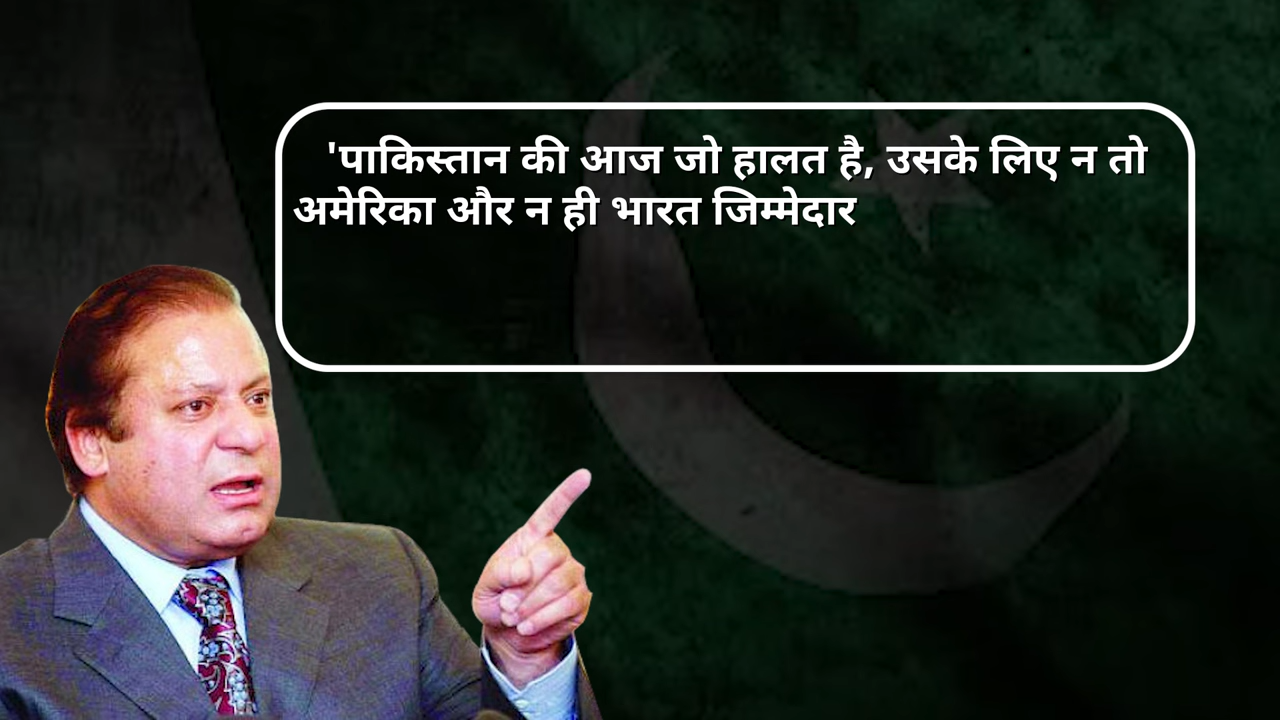 'पाकिस्तान की आज जो हालत है, उसके लिए न तो
अमेरिका और न ही भारत जिम्मेदार